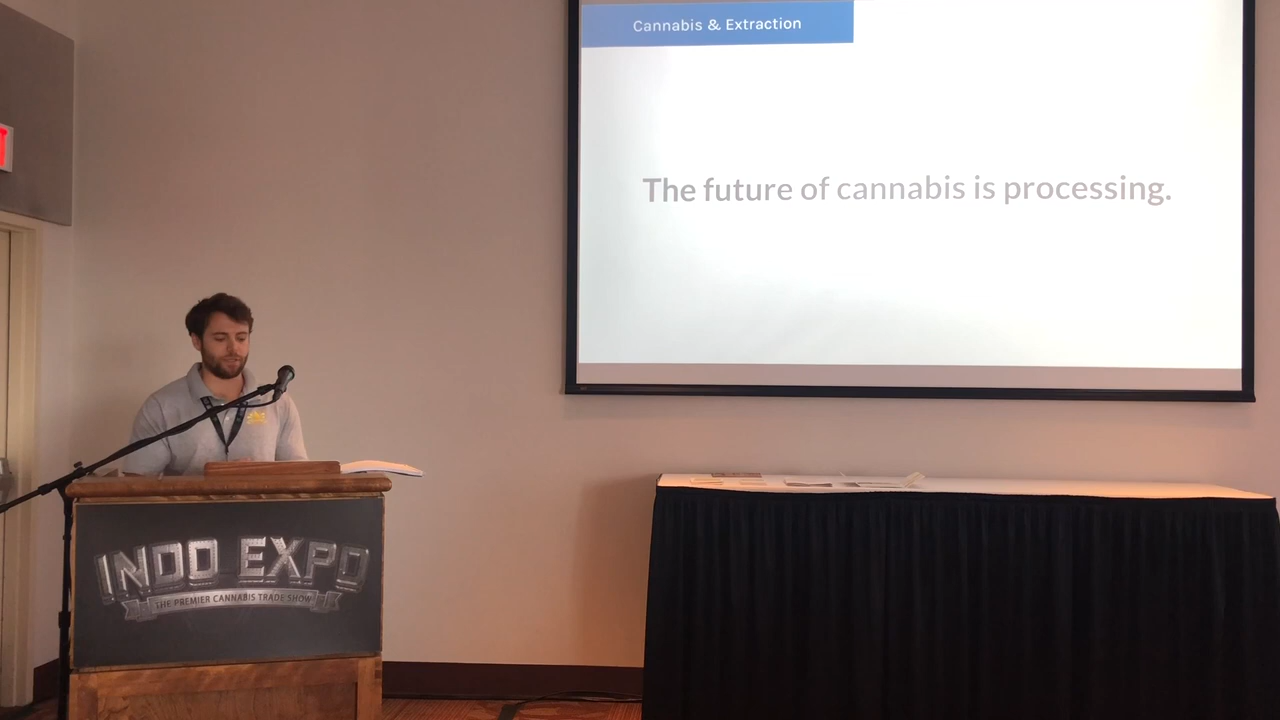 Cannabis & Extraction
The future of cannabis is processing.
INDO EXPO
THE PREMIER CANNABIS TRADE SHOW